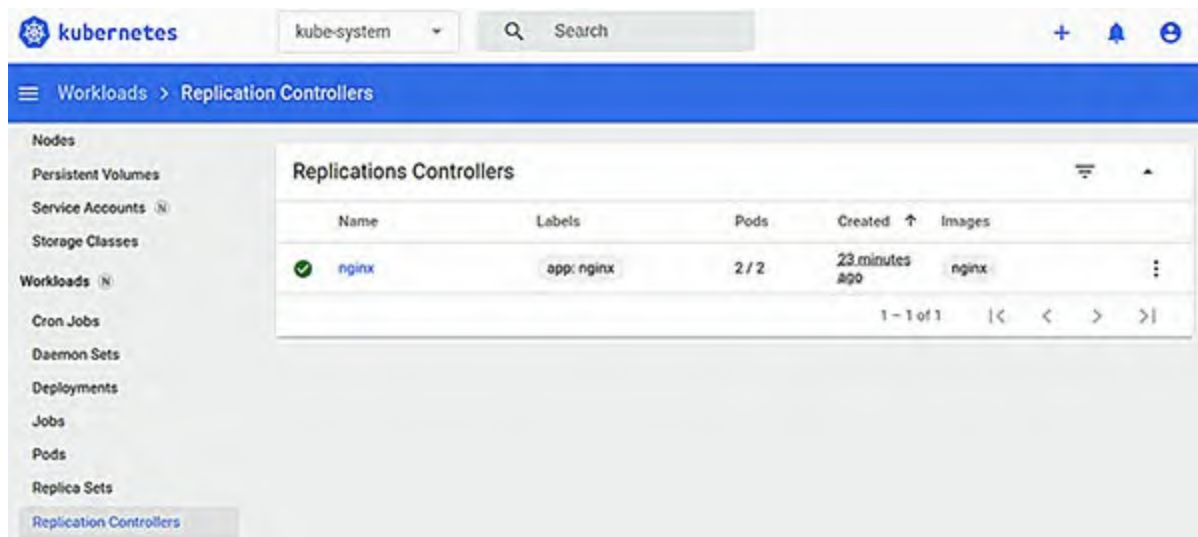 kubernetes
kube-system
Search
Workloads > Replication Controllers
Nodes
Persistent Volumes
Service Accounts N
Storage Classes
Workloads N
Cron Jobs
Daemon Sets
Deployments
Jobs
Pods
Replica Sets
Replication Controllers
Replications Controllers
Name Labels Pods Created ↑ Images
nginx app: nginx 2 / 2 23 minutes ago nginx
1 – 1 of 1 |< < > >|